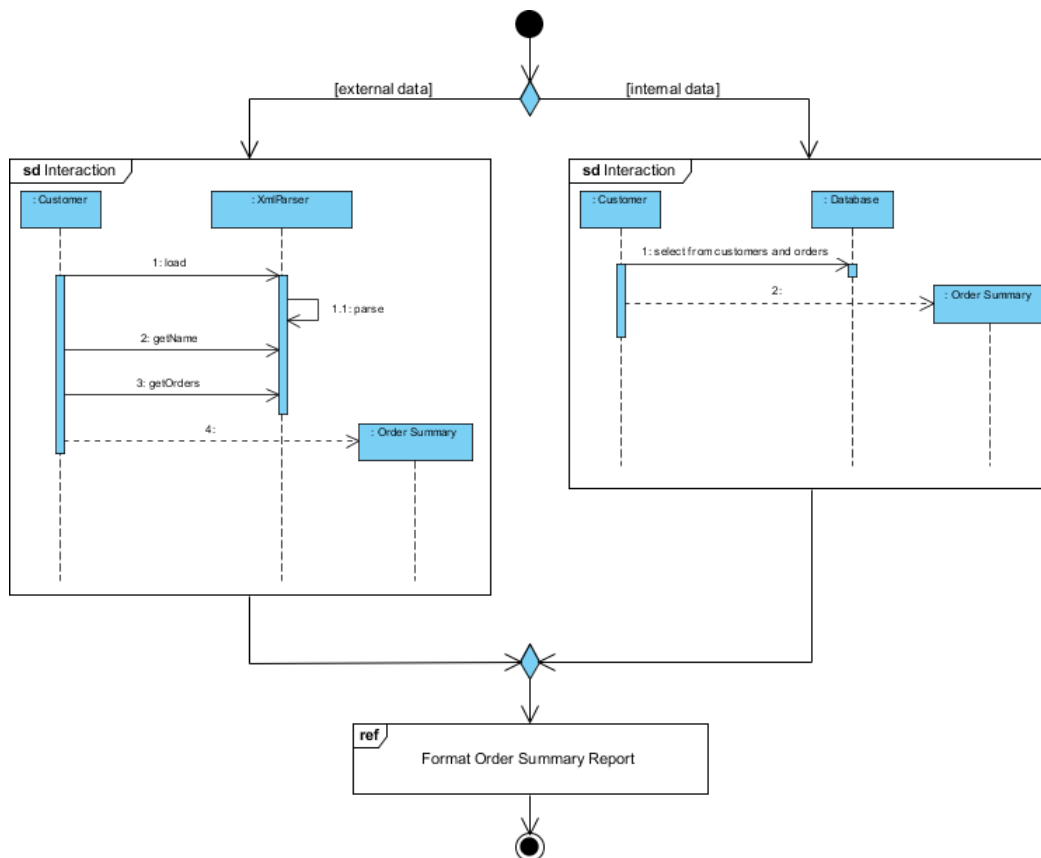 [external data]
[internal data]
sd Interaction
: Customer
: XmlParser
1: load
1.1: parse
2: getName
3: getOrders
4:
: Order Summary
sd Interaction
: Customer
: Database
1: select from customers and orders
2:
: Order Summary
ref
Format Order Summary Report